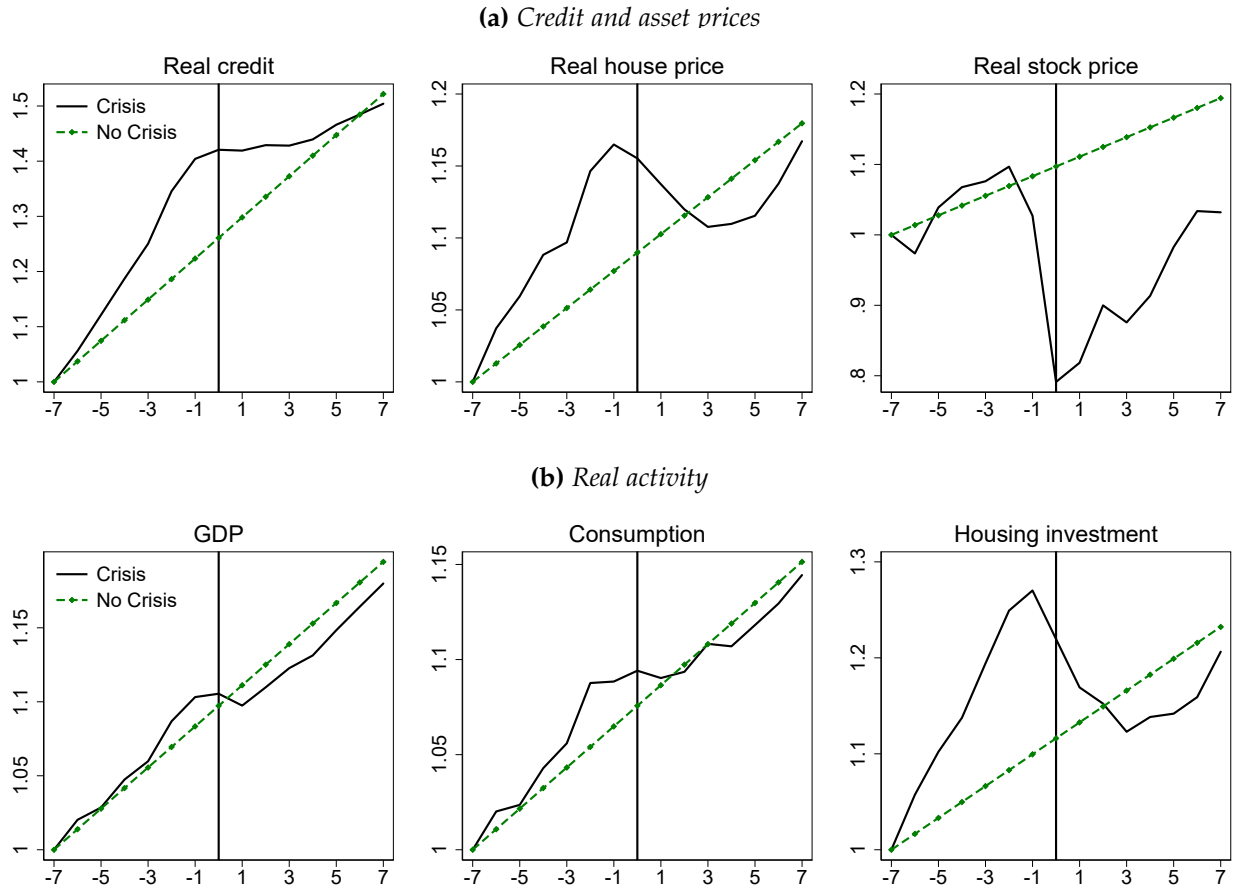 (a) Credit and asset prices
Real credit
Real house price
Real stock price
Crisis
No Crisis
1.5
1.4
1.3
1.2
1.1
1
-7 -5 -3 -1 1 3 5 7
1.2
1.15
1.1
1.05
1
-7 -5 -3 -1 1 3 5 7
1.2
1.1
1
.9
.8
-7 -5 -3 -1 1 3 5 7
(b) Real activity
GDP
Consumption
Housing investment
Crisis
No Crisis
1.15
1.1
1.05
1
-7 -5 -3 -1 1 3 5 7
1.15
1.1
1.05
1
-7 -5 -3 -1 1 3 5 7
1.3
1.2
1.1
1
-7 -5 -3 -1 1 3 5 7